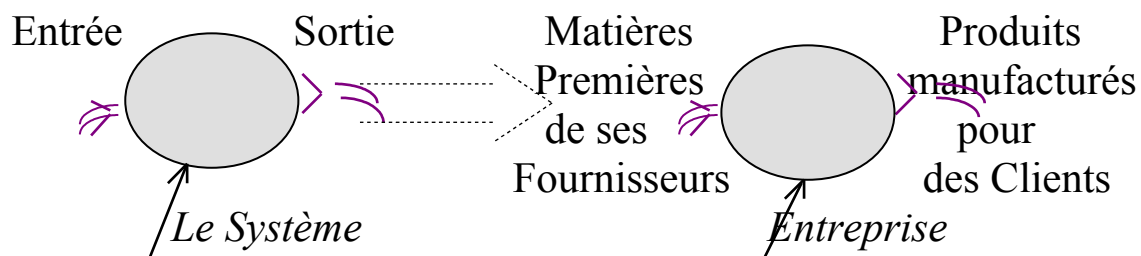 Entrée
Sortie
Le Système
Matières
Premières
de ses
Fournisseurs
Produits
manufacturés
pour
des Clients
Entreprise